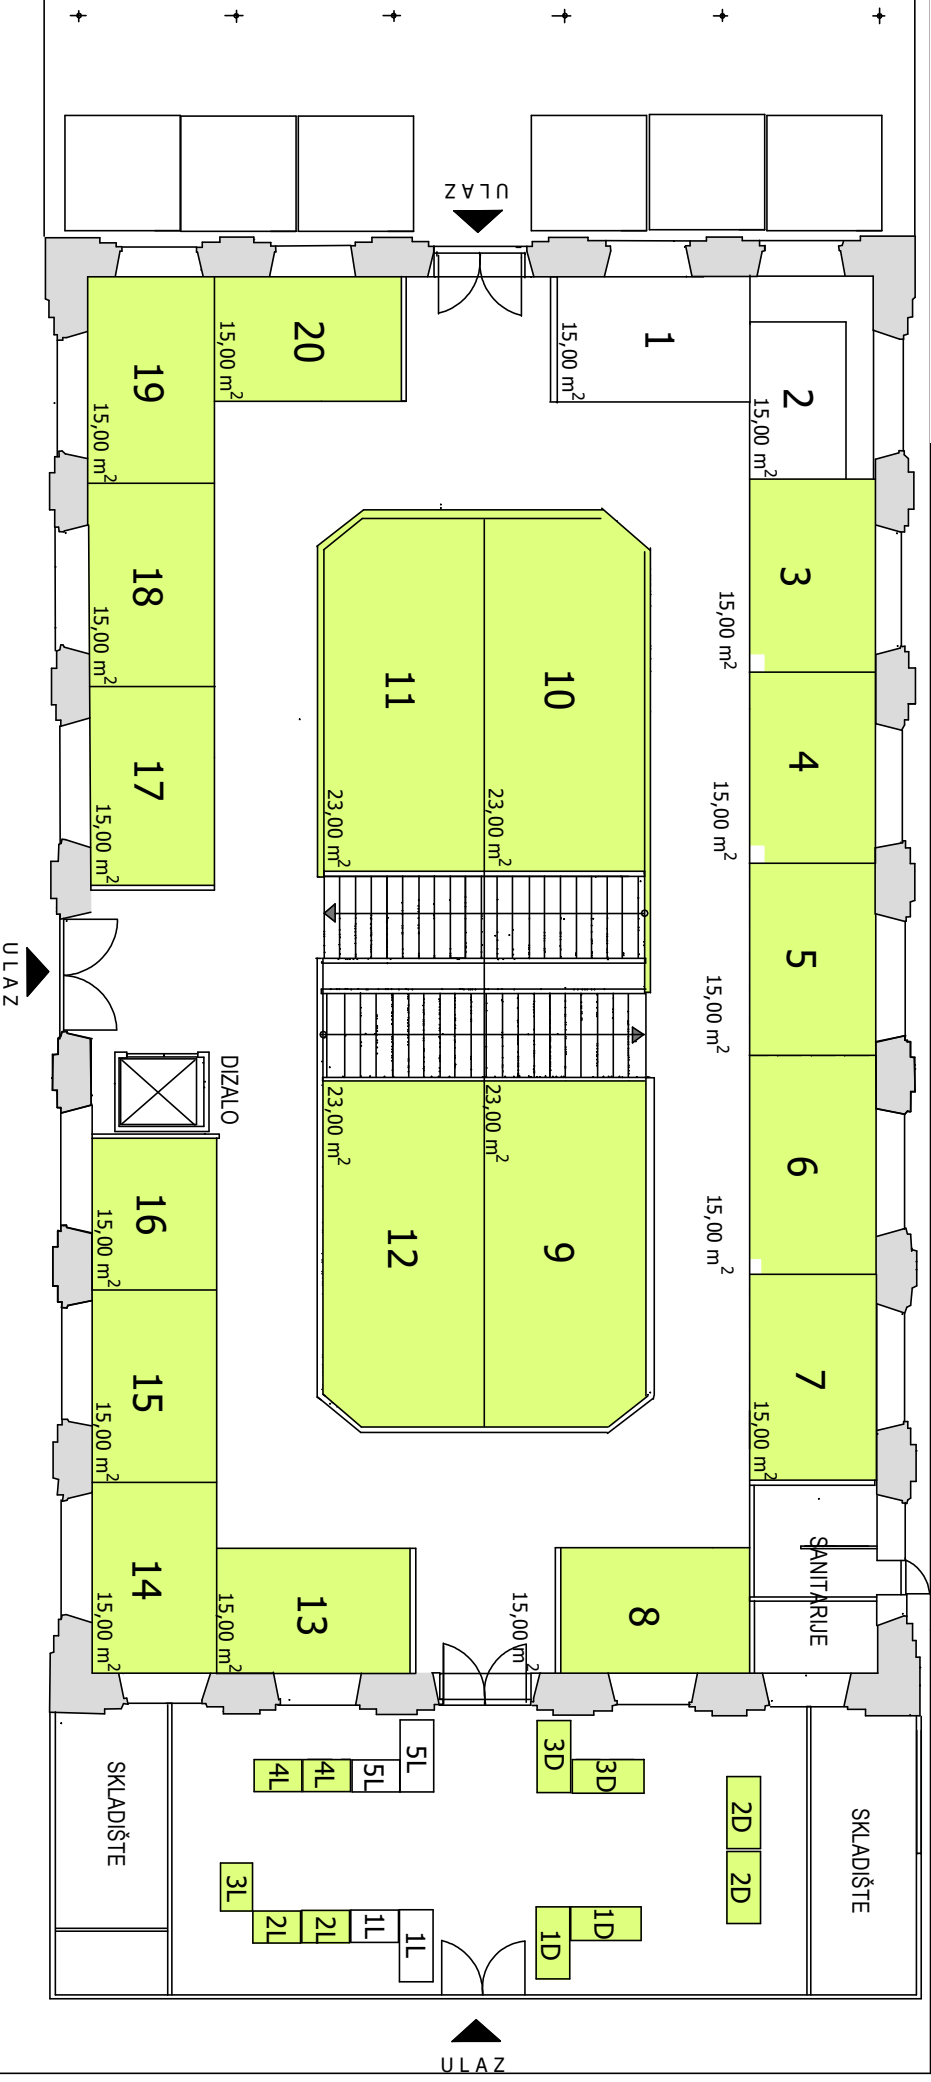 ULAZ
1
15,00 m²
2
15,00 m²
20
15,00 m²
19
15,00 m²
3
15,00 m²
18
15,00 m²
11
23,00 m²
10
23,00 m²
4
15,00 m²
17
15,00 m²
5
15,00 m²
ULAZ
DIZALO
6
15,00 m²
16
15,00 m²
12
23,00 m²
9
23,00 m²
7
15,00 m²
15
15,00 m²
SANITARIJE
14
15,00 m²
13
15,00 m²
8
15,00 m²
SKLADIŠTE
4L
4L
5L
5L
3D
3D
2D
2D
SKLADIŠTE
3L
2L
2L
1L
1L
1D
1D
ULAZ